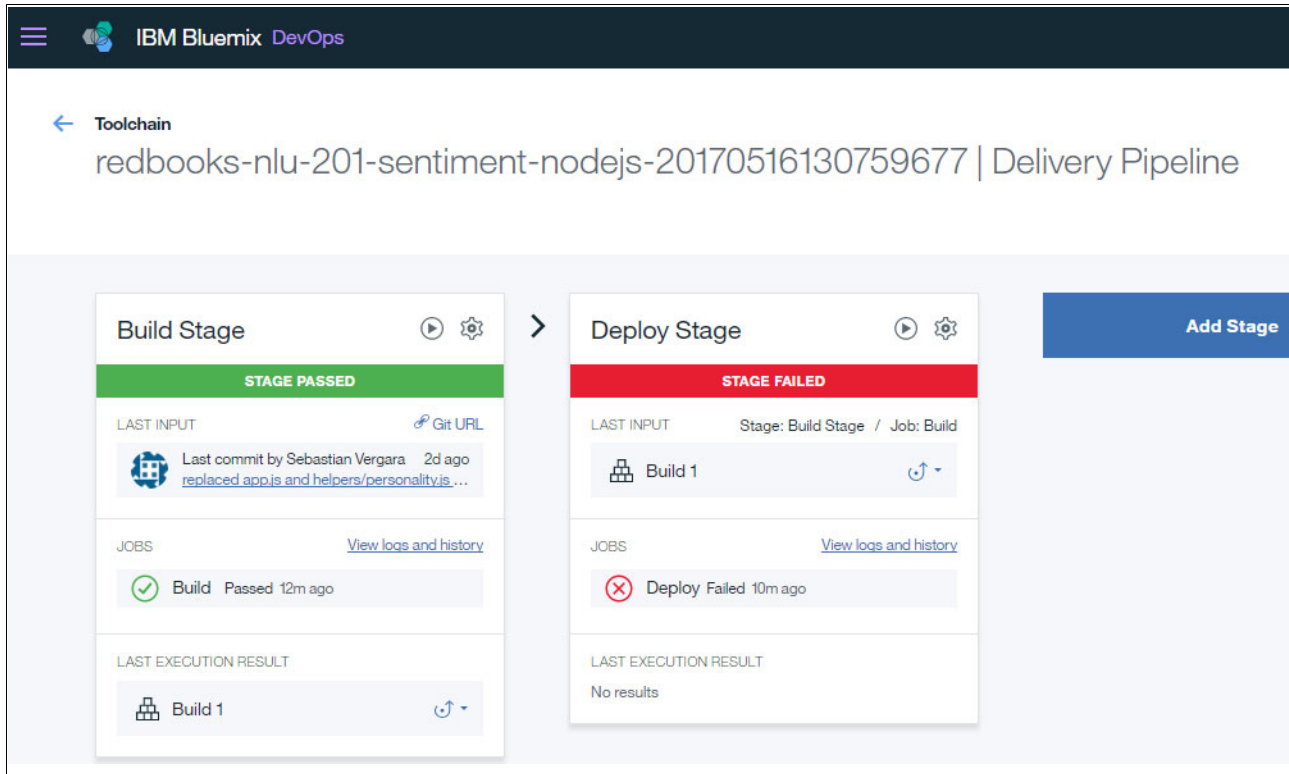 IBM Bluemix DevOps
Toolchain
redbooks-nlu-201-sentiment-nodejs-20170516130759677 | Delivery Pipeline
Build Stage
STAGE PASSED
LAST INPUT Git URL
Last commit by Sebastian Vergara 2d ago
replaced app.js and helpers/personality.js ...
JOBS View logs and history
Build Passed 12m ago
LAST EXECUTION RESULT
Build 1
Deploy Stage
STAGE FAILED
LAST INPUT Stage: Build Stage / Job: Build
Build 1
JOBS View logs and history
Deploy Failed 10m ago
LAST EXECUTION RESULT
No results
Add Stage